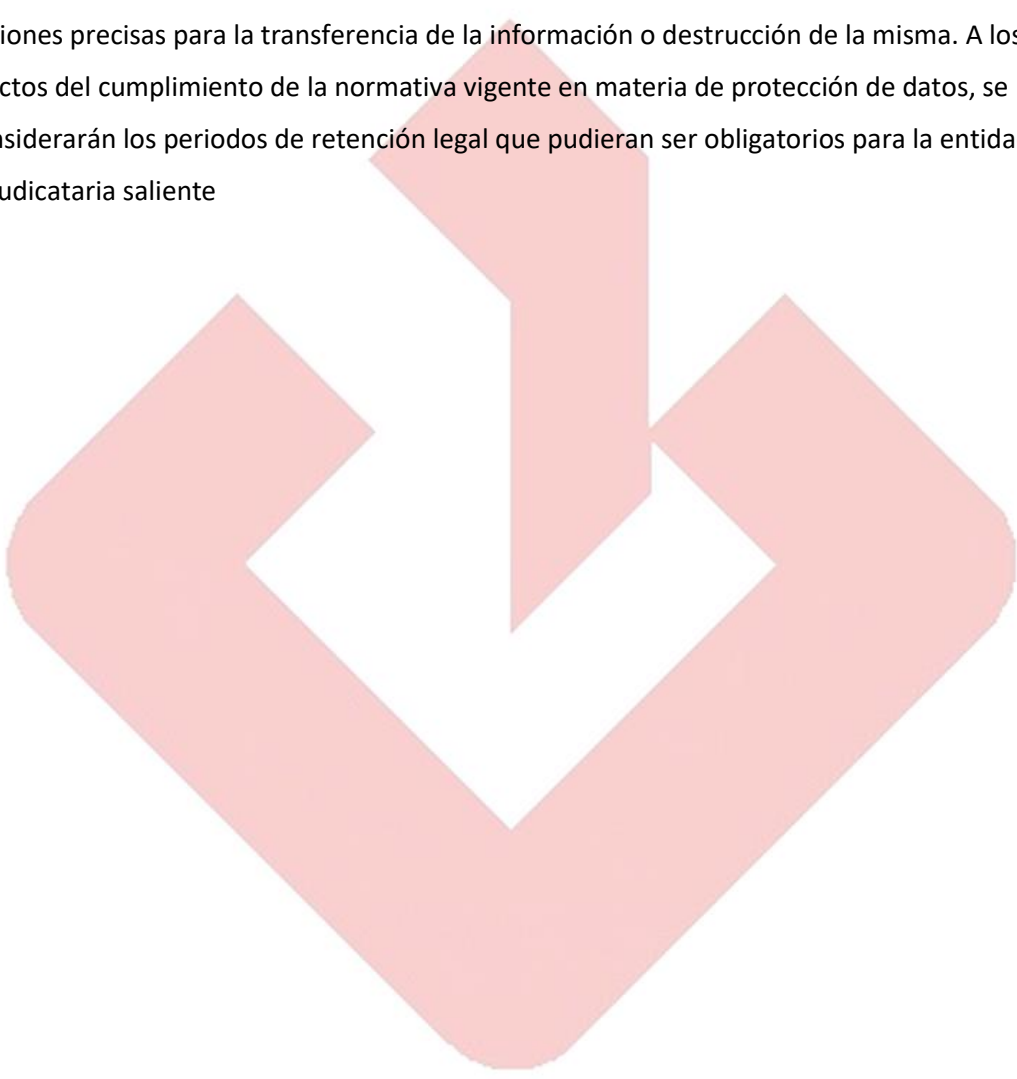 iones precisas para la transferencia de la información o destrucción de la misma. A los
ctos del cumplimiento de la normativa vigente en materia de protección de datos, se
nsiderarán los periodos de retención legal que pudieran ser obligatorios para la entida
udicataria saliente